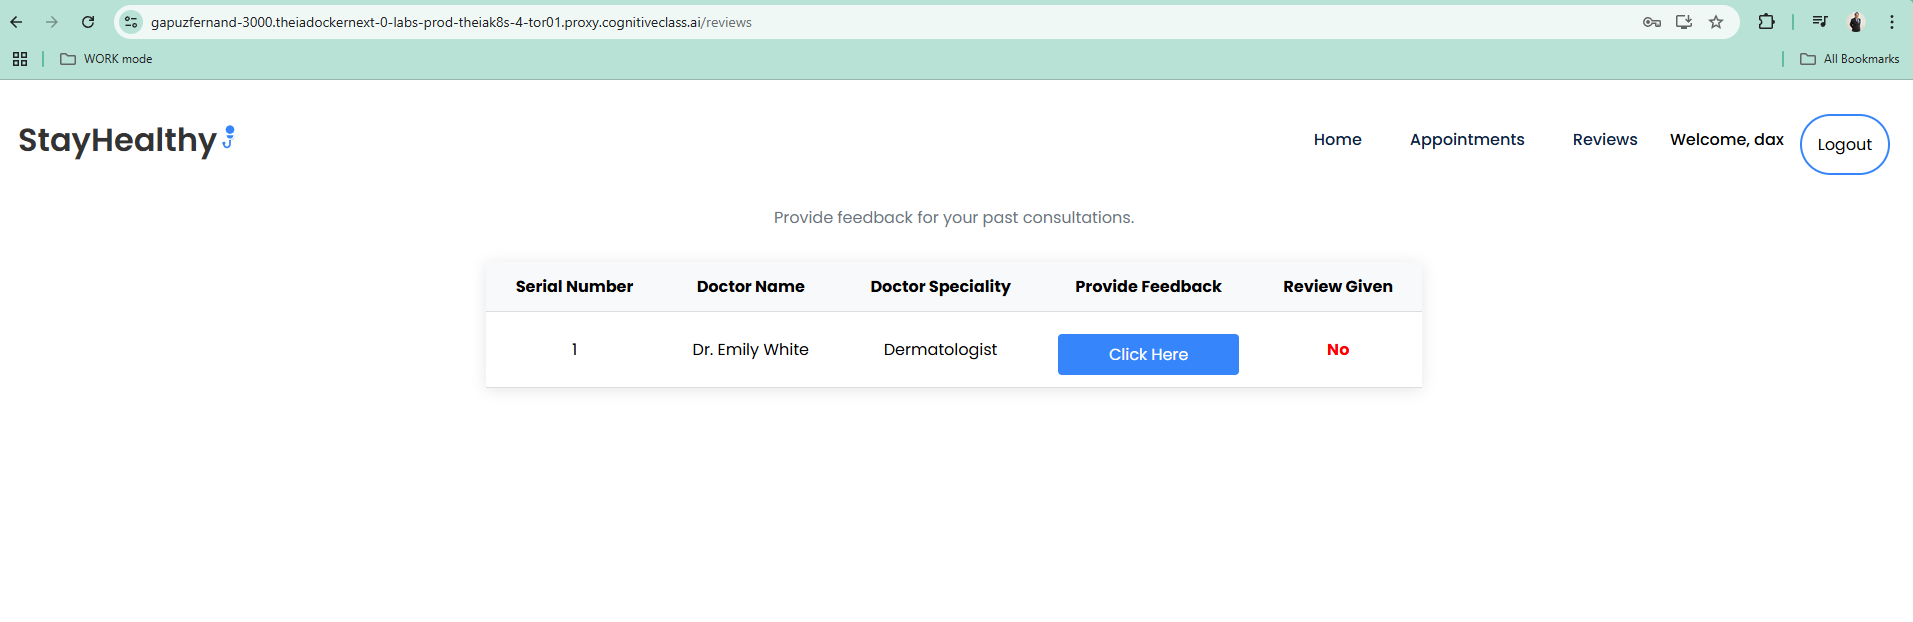 gapuzfernand-3000.theiadockernext-0-labs-prod-theiak8s-4-tor01.proxy.cognitiveclass.ai/reviews
WORK mode
All Bookmarks
StayHealthy
Home
Appointments
Reviews
Welcome, dax
Logout
Provide feedback for your past consultations.
Serial Number Doctor Name Doctor Speciality Provide Feedback Review Given
1 Dr. Emily White Dermatologist Click Here No